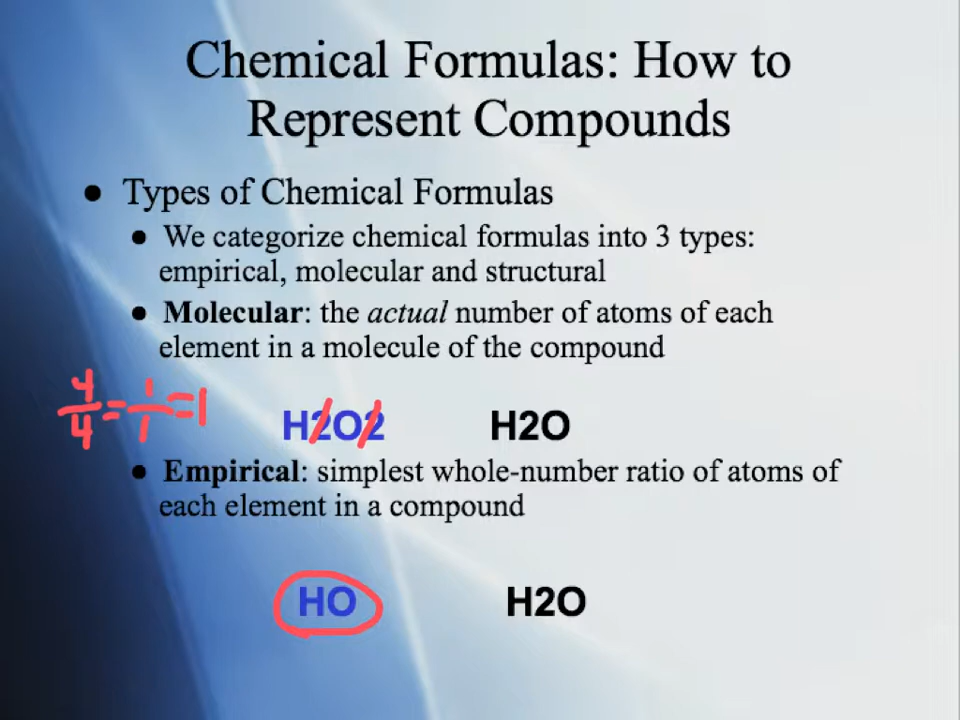 Chemical Formulas: How to
Represent Compounds
● Types of Chemical Formulas
● We categorize chemical formulas into 3 types:
empirical, molecular and structural
● Molecular: the actual number of atoms of each
element in a molecule of the compound
4/4 = 1/1 = 1
H2O2 H2O
● Empirical: simplest whole-number ratio of atoms of
each element in a compound
HO H2O